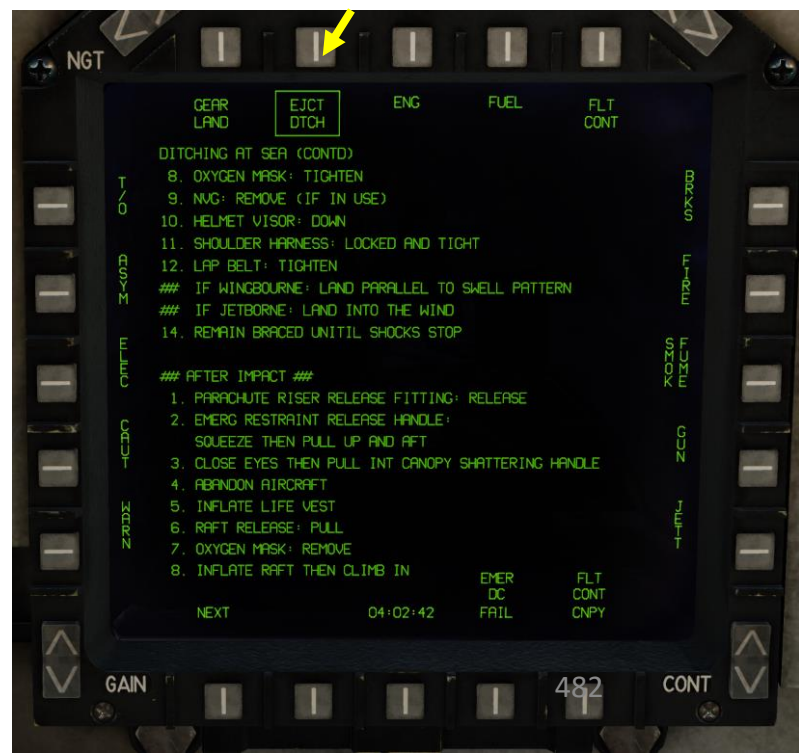 NGT
GEAR LAND
EJCT DTCH
ENG
FUEL
FLT CONT
DITCHING AT SEA (CONTD)
8. OXYGEN MASK: TIGHTEN
9. NVG: REMOVE (IF IN USE)
10. HELMET VISOR: DOWN
11. SHOULDER HARNESS: LOCKED AND TIGHT
12. LAP BELT: TIGHTEN
## IF WINGBOURNE: LAND PARALLEL TO SWELL PATTERN
## IF JETBORNE: LAND INTO THE WIND
14. REMAIN BRACED UNITIL SHOCKS STOP
## AFTER IMPACT ##
1. PARACHUTE RISER RELEASE FITTING: RELEASE
2. EMERG RESTRAINT RELEASE HANDLE:
SQUEEZE THEN PULL UP AND AFT
3. CLOSE EYES THEN PULL INT CANOPY SHATTERING HANDLE
4. ABANDON AIRCRAFT
5. INFLATE LIFE VEST
6. RAFT RELEASE: PULL
7. OXYGEN MASK: REMOVE
8. INFLATE RAFT THEN CLIMB IN
T/O
ASYM
ELEC
CAUT
WARN
BRKS
FIRE
SMOK FUME
GUN
JETT
NEXT
04:02:42
EMER DC FAIL
FLT CONT CNPY
GAIN
482
CONT